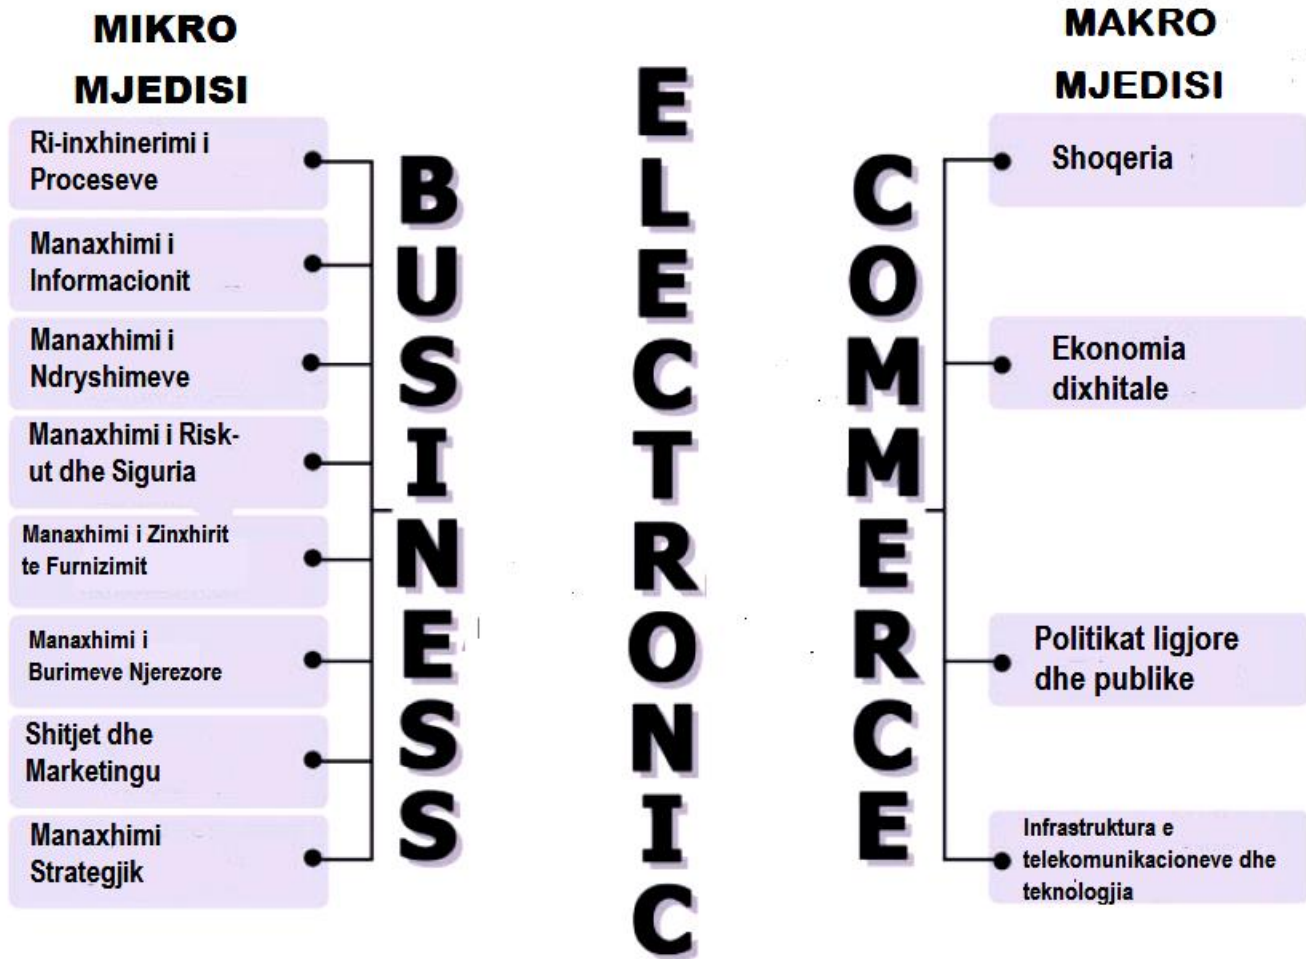 MIKRO
MJEDISI
Ri-inxhinerimi i
Proceseve
Manaxhimi i
Informacionit
Manaxhimi i
Ndryshimeve
Manaxhimi i Risk-
ut dhe Siguria
Manaxhimi i Zinxhirit
te Furnizimit
Manaxhimi i
Burimeve Njerezore
Shitjet dhe
Marketingu
Manaxhimi
Strategjik
BUSINESS
ELECTRONIC
COMMERCE
MAKRO
MJEDISI
Shoqeria
Ekonomia
dixhitale
Politikat ligjore
dhe publike
Infrastruktura e
telekomunikacioneve dhe
teknologjia